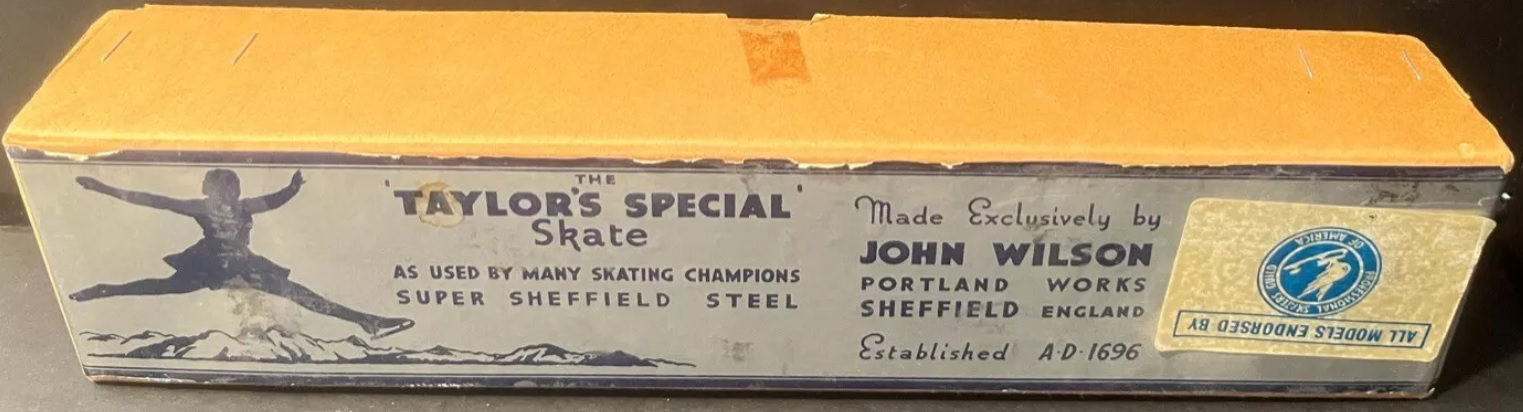 THE
'TAYLOR'S SPECIAL'
Skate
AS USED BY MANY SKATING CHAMPIONS
SUPER SHEFFIELD STEEL
Made Exclusively by
JOHN WILSON
PORTLAND WORKS
SHEFFIELD ENGLAND
Established A·D·1696
ALL MODELS ENDORSED BY
PROFESSIONAL SKATERS GUILD
OF AMERICA